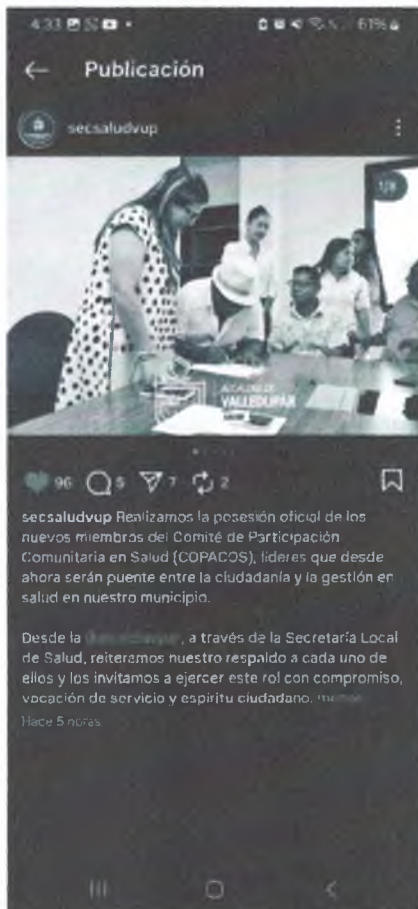 4:33 61%
Publicación
secsaludvup
ALCALDÍA DE
VALLEDUPAR
96 7 2
secsaludvup Realizamos la posesión oficial de los
nuevos miembros del Comité de Participación
Comunitaria en Salud (COPACOS), líderes que desde
ahora serán puente entre la ciudadanía y la gestión en
salud en nuestro municipio.
Desde la , a través de la Secretaría Local
de Salud, reiteramos nuestro respaldo a cada uno de
ellos y los invitamos a ejercer este rol con compromiso,
vocación de servicio y espíritu ciudadano.
Hace 5 horas